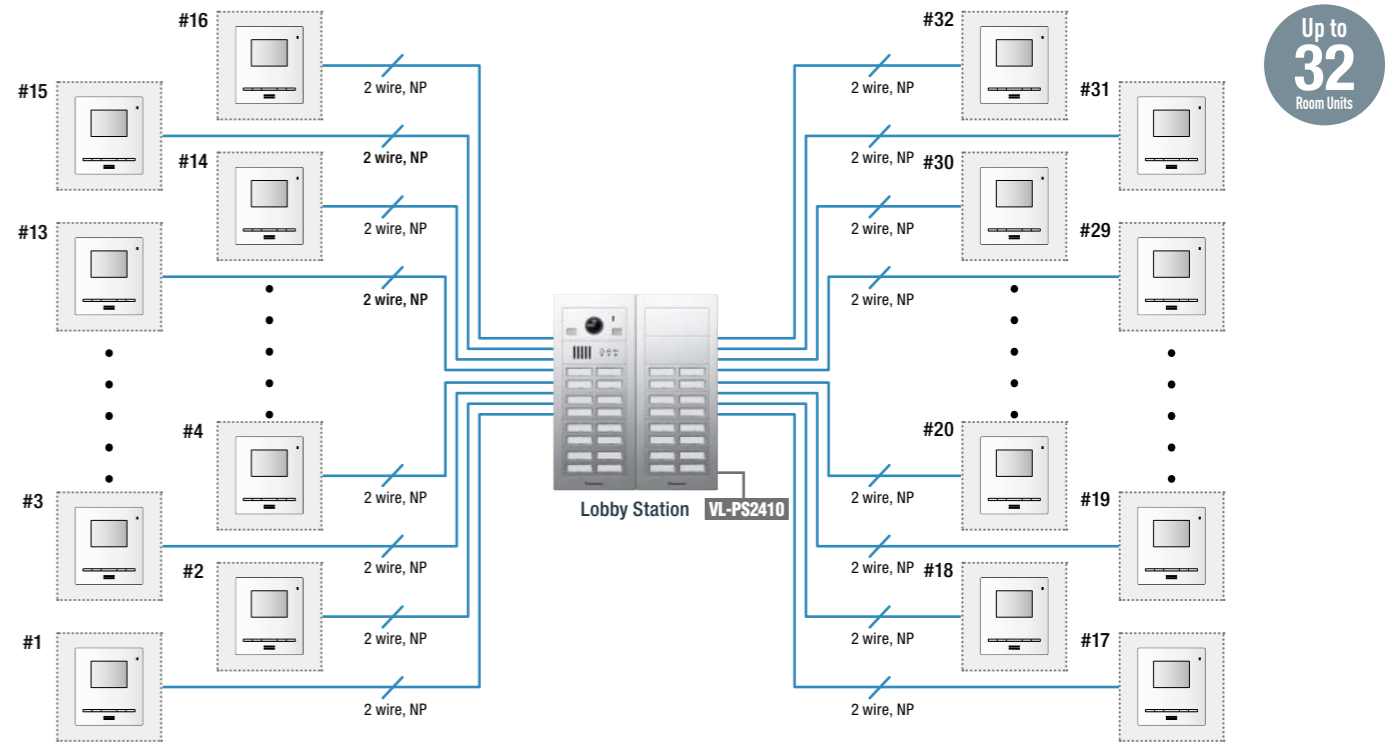 #16
2 wire, NP
#32
2 wire, NP
Up to
32
Room Units
#15
2 wire, NP
#31
2 wire, NP
#14
2 wire, NP
#30
2 wire, NP
#13
2 wire, NP
#29
2 wire, NP
#4
2 wire, NP
#20
2 wire, NP
Lobby Station
VL-PS2410
#3
2 wire, NP
#19
2 wire, NP
#2
2 wire, NP
#18
2 wire, NP
#1
2 wire, NP
#17
2 wire, NP